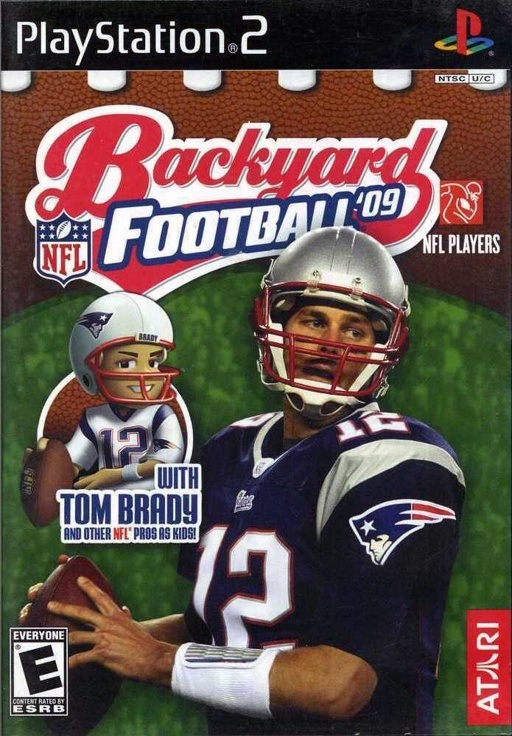 PlayStation®2
NTSC U/C
Backyard
FOOTBALL '09
NFL
NFL PLAYERS
BRADY
12
12
WITH
TOM BRADY
AND OTHER NFL® PROS AS KIDS!
12
EVERYONE
E
®
CONTENT RATED BY
ESRB
ATARI